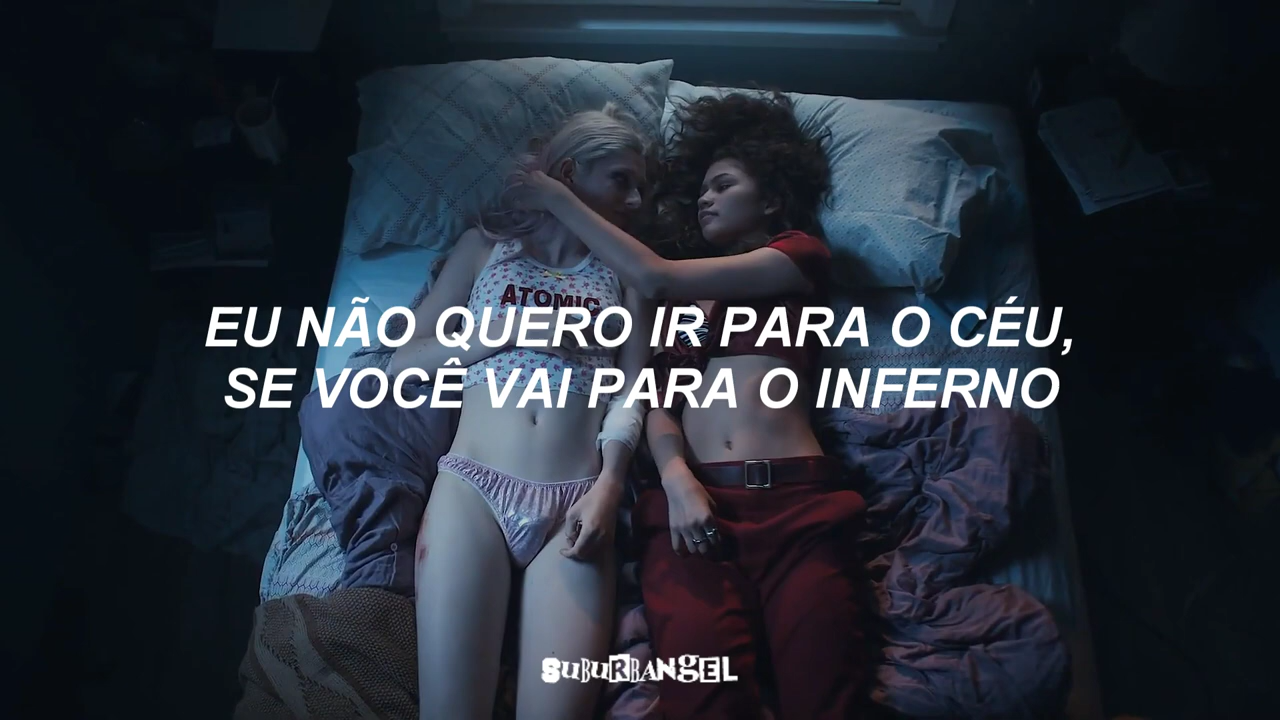 ATOMIC
EU NÃO QUERO IR PARA O CÉU,
SE VOCÊ VAI PARA O INFERNO
SUBURBANGEL